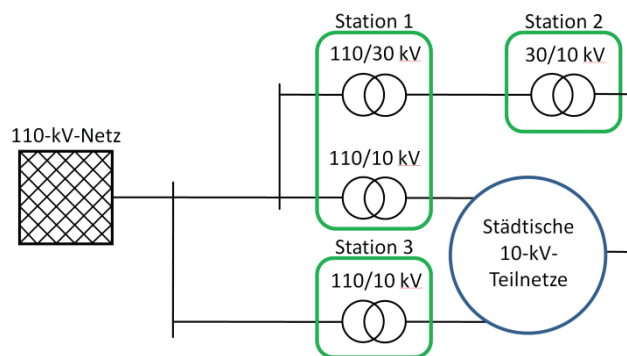 Station 1
Station 2
110/30 kV
30/10 kV
110-kV-Netz
110/10 kV
Station 3
110/10 kV
Städtische
10-kV-
Teilnetze